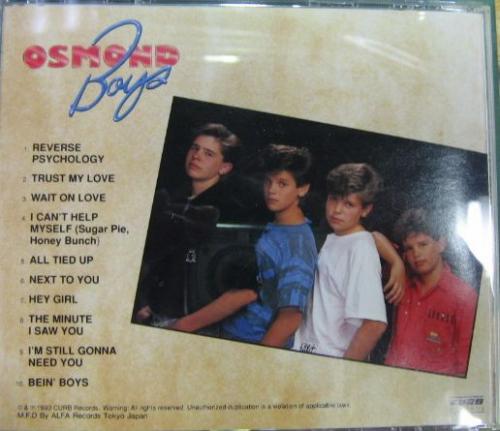 OSMOND
Boys
1. REVERSE
PSYCHOLOGY
2. TRUST MY LOVE
3. WAIT ON LOVE
4. I CAN'T HELP
MYSELF (Sugar Pie,
Honey Bunch)
5. ALL TIED UP
6. NEXT TO YOU
7. HEY GIRL
8. THE MINUTE
I SAW YOU
9. I'M STILL GONNA
NEED YOU
10. BEIN' BOYS
CURB
© & ℗ 1993 CURB Records. Warning: All rights reserved. Unauthorized duplication is a violation of applicable laws.
M.F.D By ALFA Records Tokyo Japan